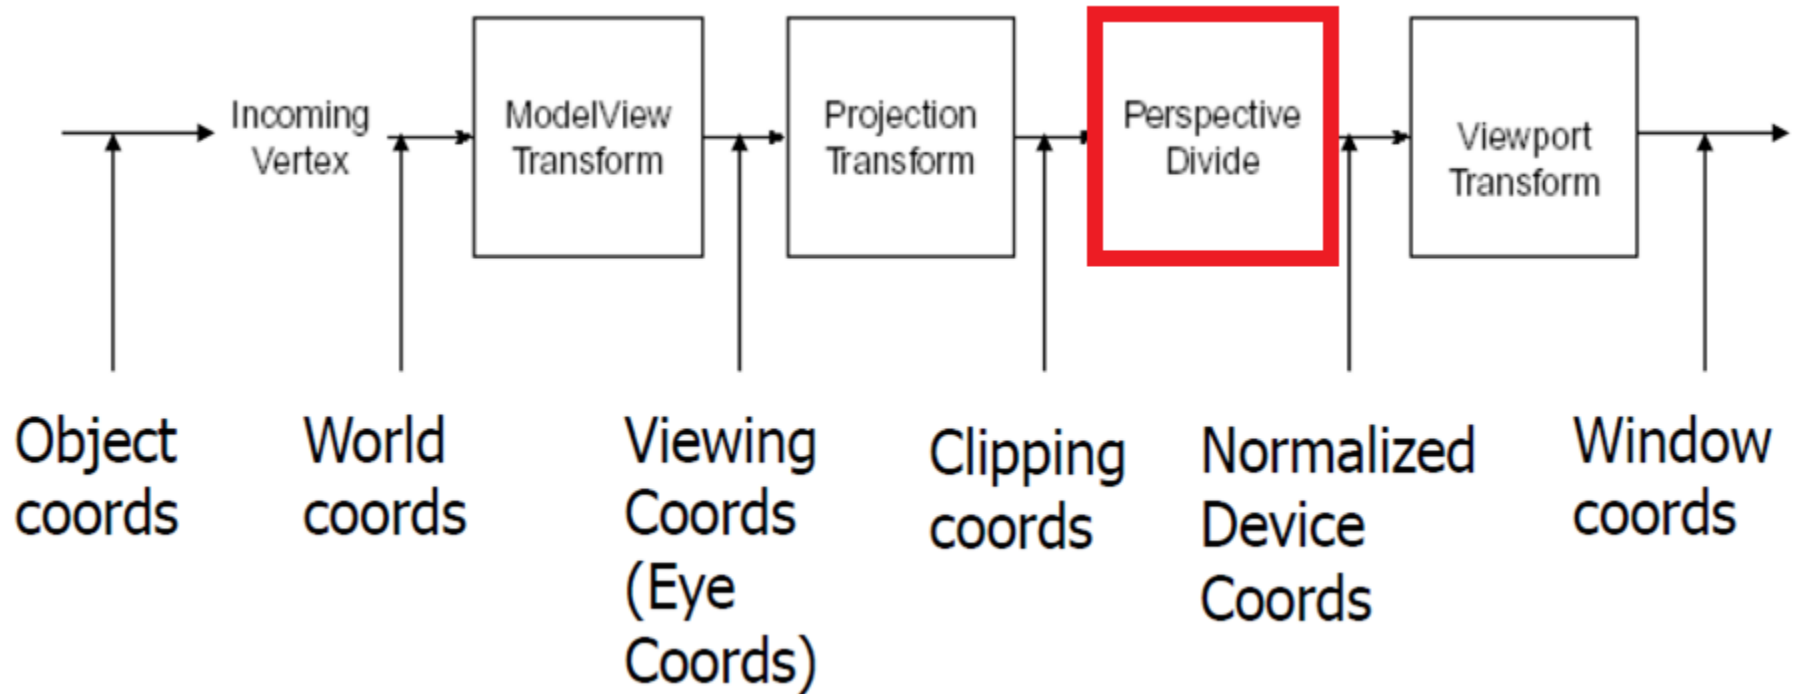 Incoming
Vertex
ModelView
Transform
Projection
Transform
Perspective
Divide
Viewport
Transform
Object
coords
World
coords
Viewing
Coords
(Eye
Coords)
Clipping
coords
Normalized
Device
Coords
Window
coords